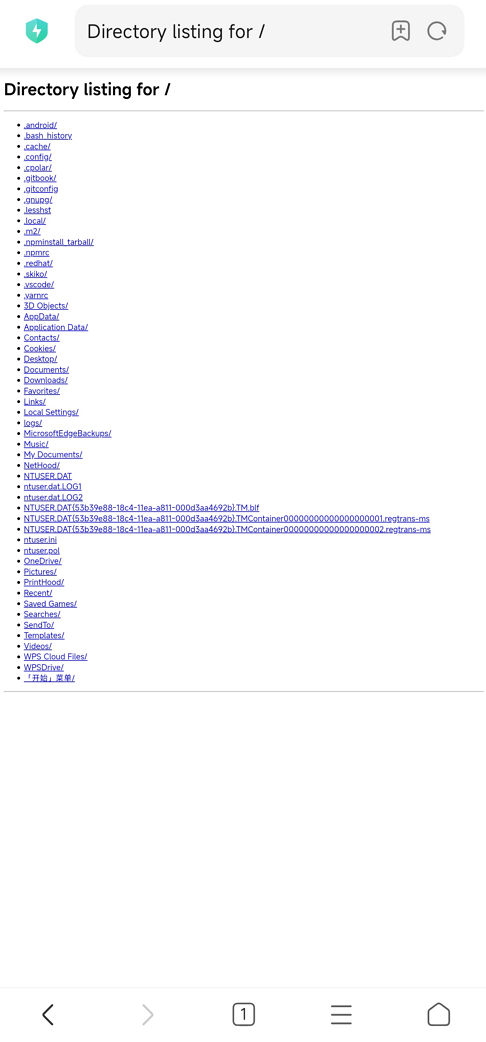 Directory listing for /
Directory listing for /
.android/
.bash_history
.cache/
.config/
.cpolar/
.gitbook/
.gitconfig
.gnupg/
.lesshst
.local/
.m2/
.npminstall_tarball/
.npmrc
.redhat/
.skiko/
.vscode/
.yarnrc
3D Objects/
AppData/
Application Data/
Contacts/
Cookies/
Desktop/
Documents/
Downloads/
Favorites/
Links/
Local Settings/
logs/
MicrosoftEdgeBackups/
Music/
My Documents/
NetHood/
NTUSER.DAT
ntuser.dat.LOG1
ntuser.dat.LOG2
NTUSER.DAT{53b39e88-18c4-11ea-a811-000d3aa4692b}.TM.blf
NTUSER.DAT{53b39e88-18c4-11ea-a811-000d3aa4692b}.TMContainer00000000000000000001.regtrans-ms
NTUSER.DAT{53b39e88-18c4-11ea-a811-000d3aa4692b}.TMContainer00000000000000000002.regtrans-ms
ntuser.ini
ntuser.pol
OneDrive/
Pictures/
PrintHood/
Recent/
Saved Games/
Searches/
SendTo/
Templates/
Videos/
WPS Cloud Files/
WPSDrive/
「开始」菜单/
1